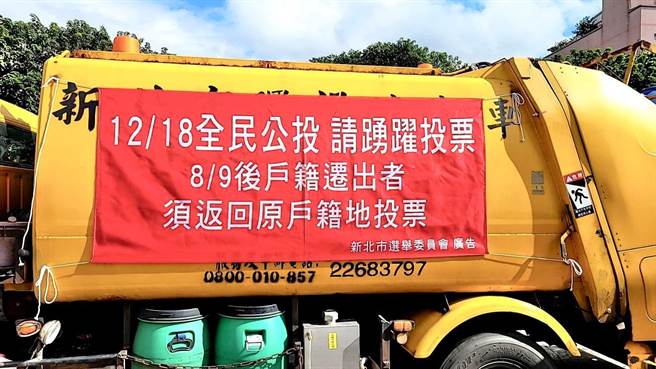 新 車
12/18全民公投 請踴躍投票
8/9後戶籍遷出者
須返回原戶籍地投票
新北市選舉委員會 廣告
0800-010-857 22683797